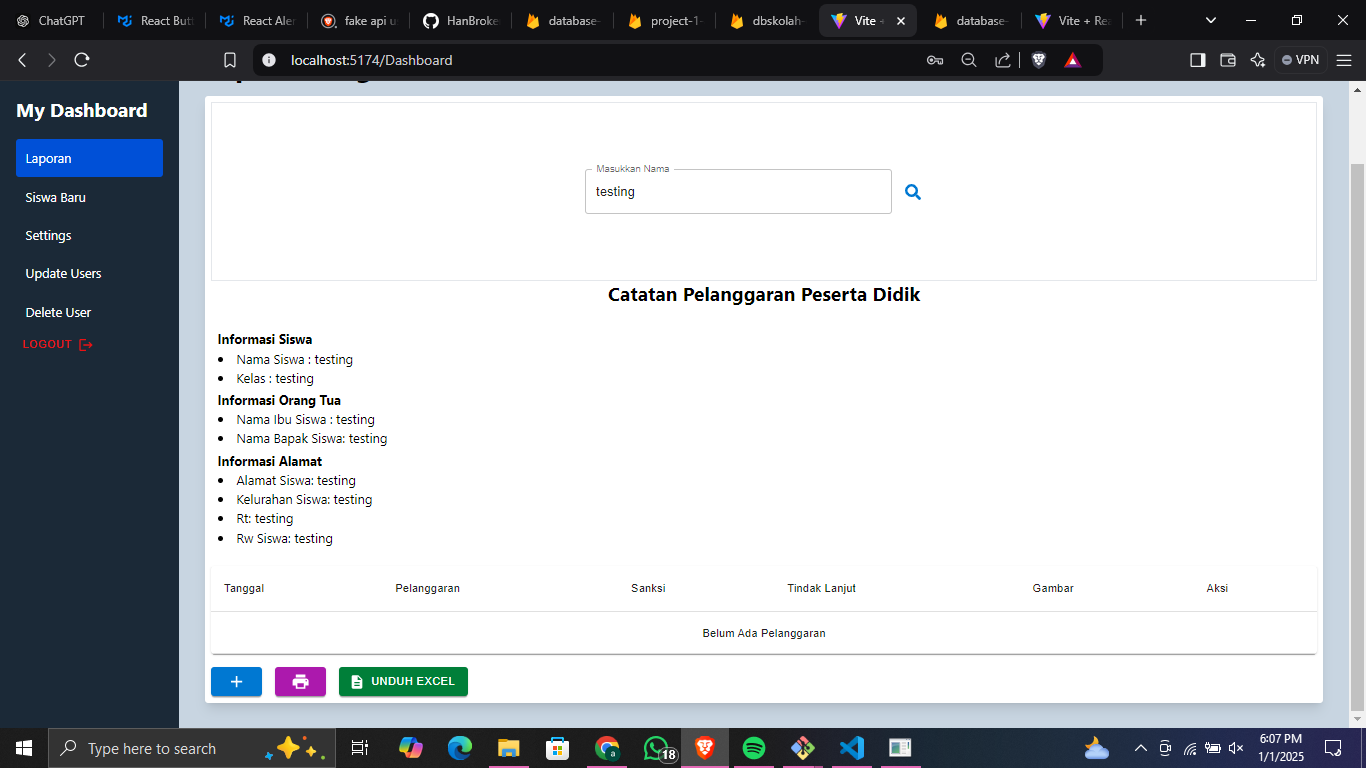 ChatGPT
React Butt
React Aler
fake api u
HanBroke
database-
project-1-
dbskolah-
Vite +
database-
Vite + Rea
localhost:5174/Dashboard
VPN
My Dashboard
Laporan
Siswa Baru
Settings
Update Users
Delete User
LOGOUT
Masukkan Nama
testing
Catatan Pelanggaran Peserta Didik
Informasi Siswa
Nama Siswa : testing
Kelas : testing
Informasi Orang Tua
Nama Ibu Siswa : testing
Nama Bapak Siswa: testing
Informasi Alamat
Alamat Siswa: testing
Kelurahan Siswa: testing
Rt: testing
Rw Siswa: testing
Tanggal Pelanggaran Sanksi Tindak Lanjut Gambar Aksi
Belum Ada Pelanggaran
UNDUH EXCEL
Type here to search
18
6:07 PM
1/1/2025